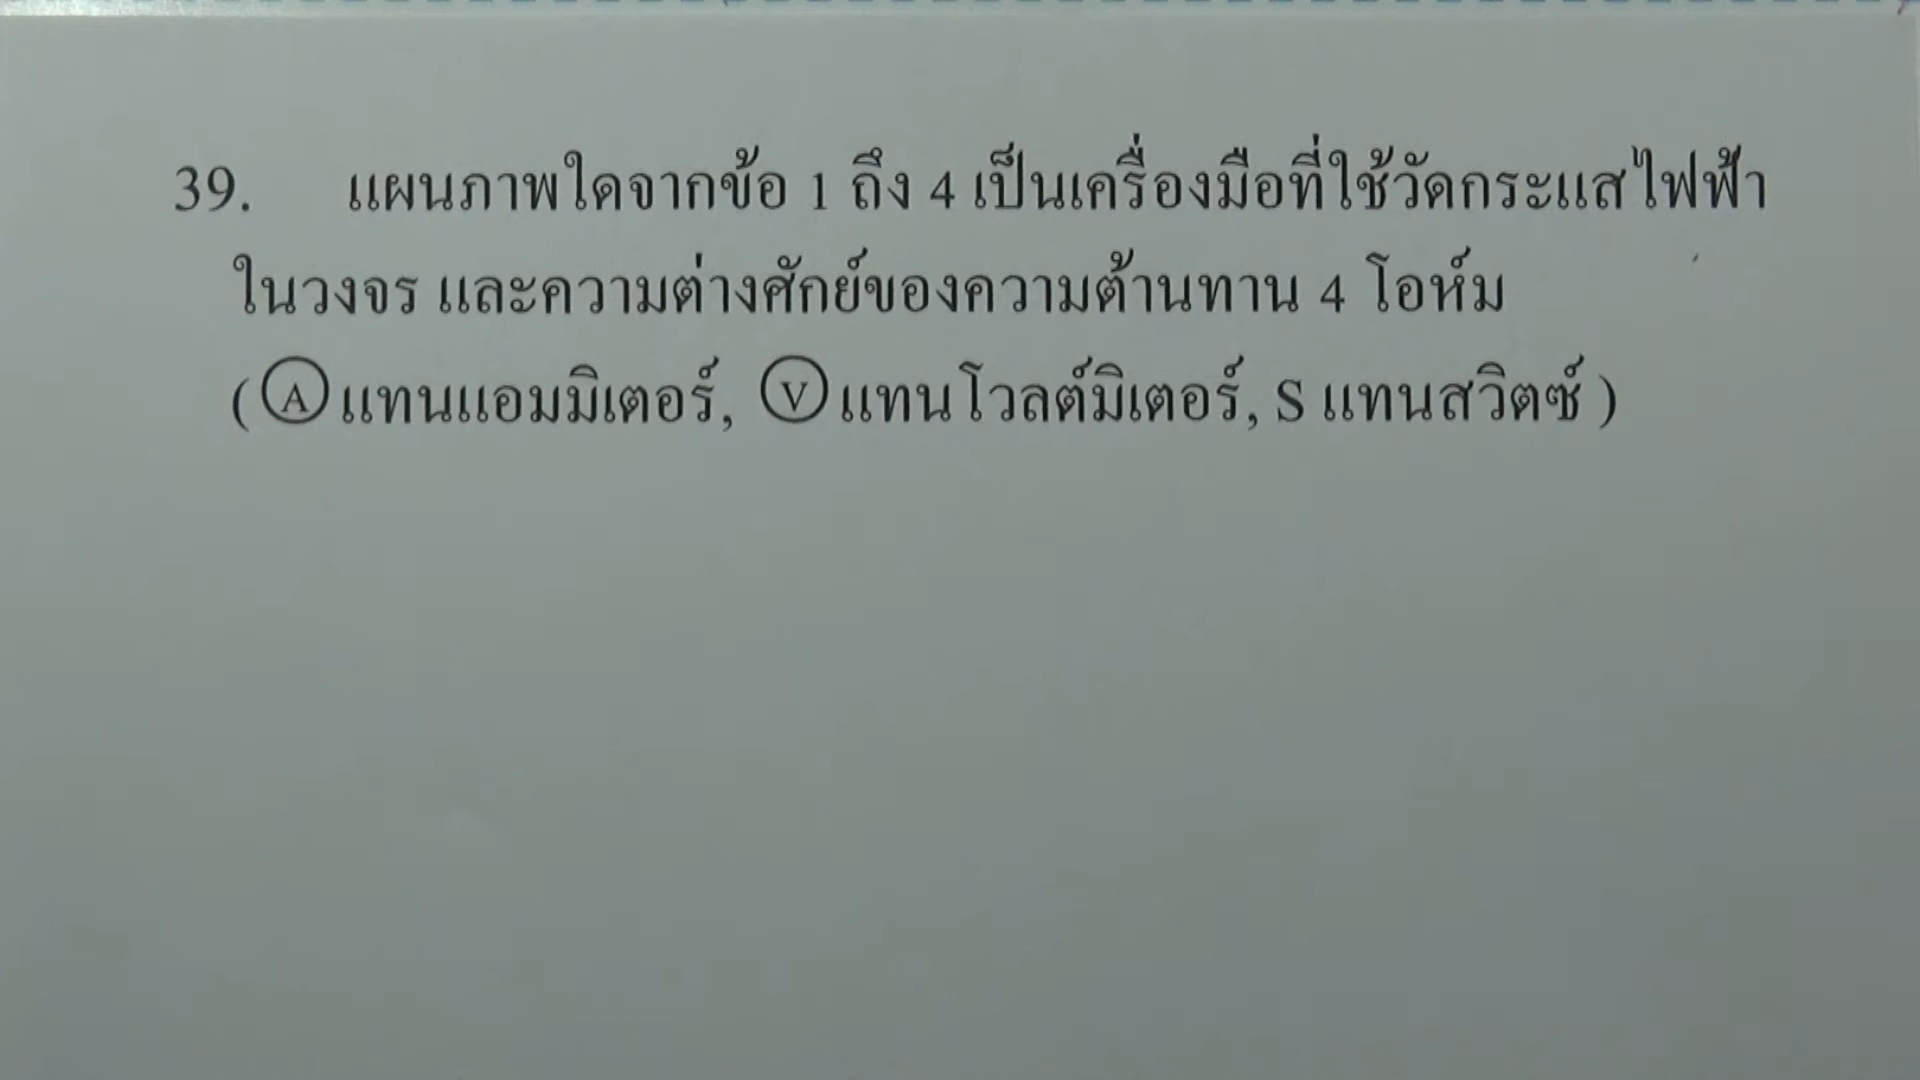 39. แผนภาพใดจากข้อ 1 ถึง 4 เป็นเครื่องมือที่ใช้วัดกระแสไฟฟ้า
ในวงจร และความต่างศักย์ของความต้านทาน 4 โอห์ม
( Ⓐ แทนแอมมิเตอร์, Ⓥ แทนโวลต์มิเตอร์, S แทนสวิตซ์ )